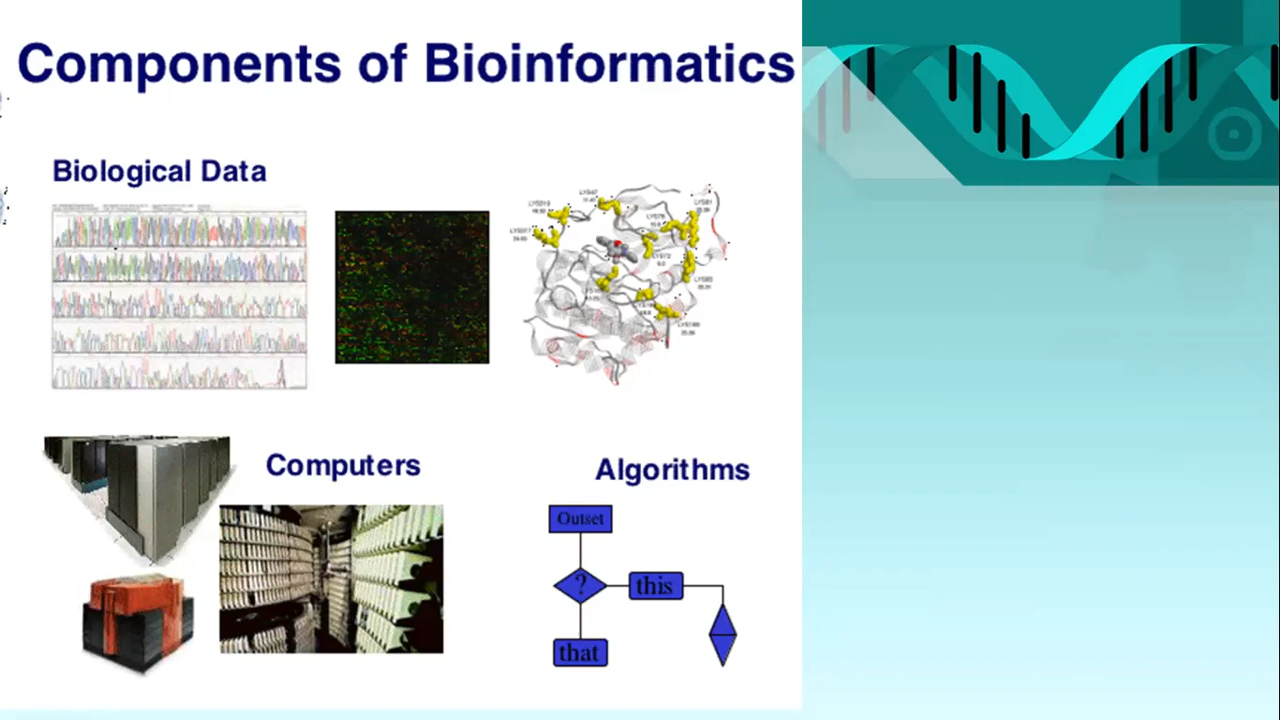 Components of Bioinformatics
Biological Data
Computers
Algorithms
Outset
?
this
that